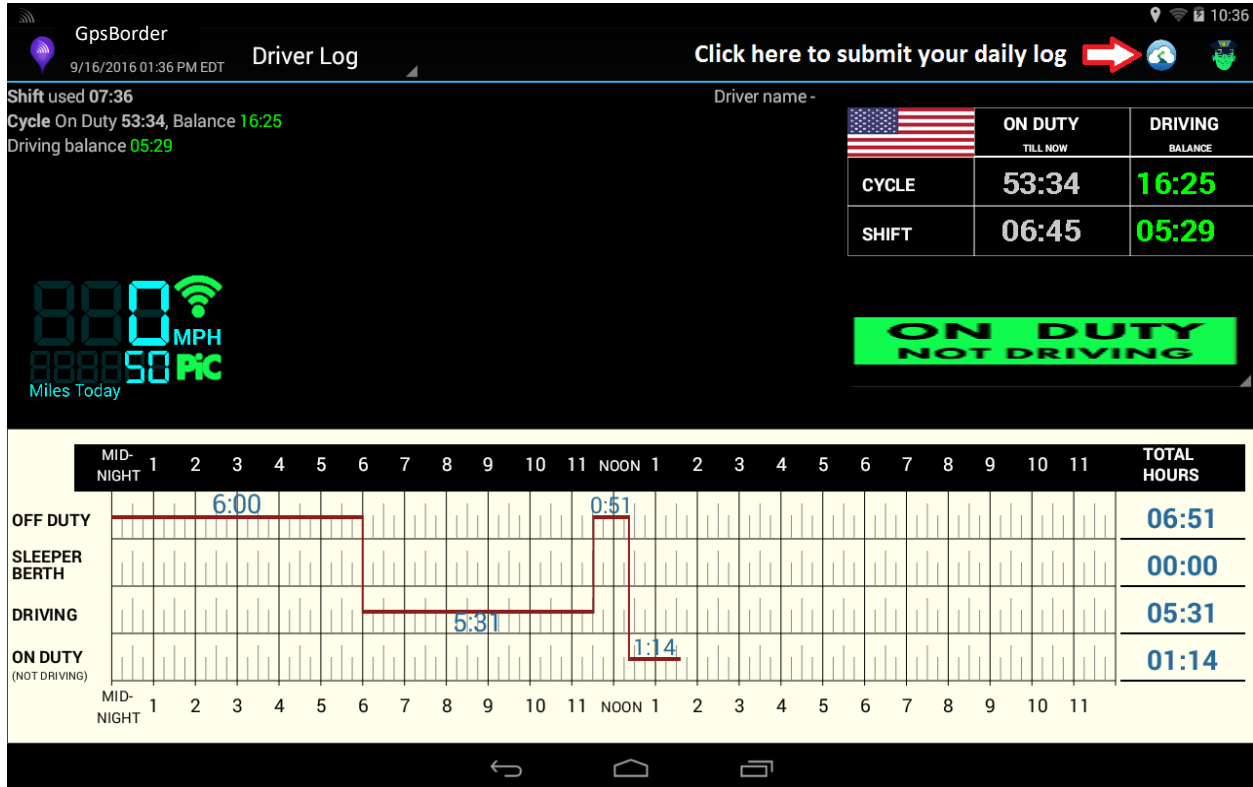 10:36
GpsBorder
9/16/2016 01:36 PM EDT
Driver Log
Click here to submit your daily log
Shift used 07:36
Cycle On Duty 53:34, Balance 16:25
Driving balance 05:29
Driver name -
ON DUTY TILL NOW DRIVING BALANCE
CYCLE 53:34 16:25
SHIFT 06:45 05:29
0 MPH
50 PiC
Miles Today
ON DUTY
NOT DRIVING
MID-NIGHT 1 2 3 4 5 6 7 8 9 10 11 NOON 1 2 3 4 5 6 7 8 9 10 11 TOTAL HOURS
OFF DUTY 6:00 0:51 06:51
SLEEPER BERTH 00:00
DRIVING 5:31 05:31
ON DUTY (NOT DRIVING) 1:14 01:14
MID-NIGHT 1 2 3 4 5 6 7 8 9 10 11 NOON 1 2 3 4 5 6 7 8 9 10 11